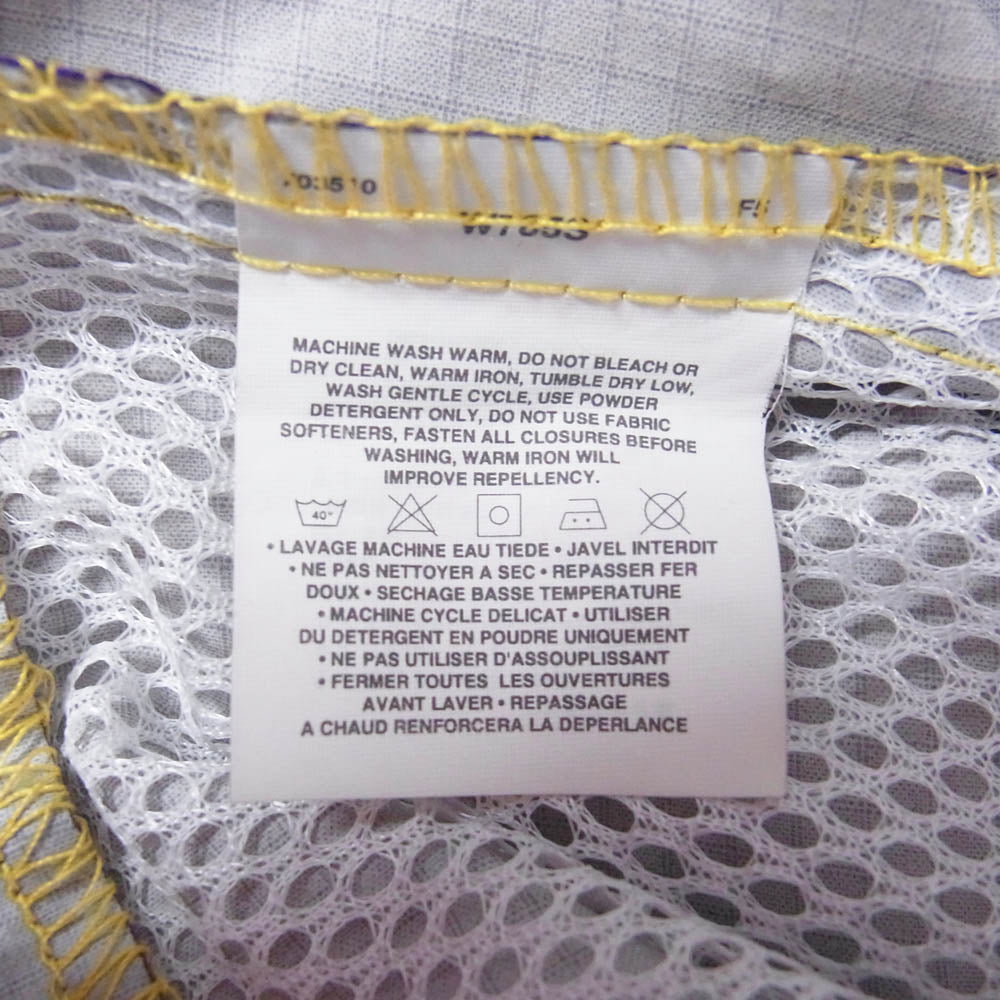 MACHINE WASH WARM, DO NOT BLEACH OR
DRY CLEAN, WARM IRON, TUMBLE DRY LOW,
WASH GENTLE CYCLE, USE POWDER
DETERGENT ONLY, DO NOT USE FABRIC
SOFTENERS, FASTEN ALL CLOSURES BEFORE
WASHING, WARM IRON WILL
IMPROVE REPELLENCY.
40°
• LAVAGE MACHINE EAU TIEDE • JAVEL INTERDIT
• NE PAS NETTOYER A SEC • REPASSER FER
DOUX • SECHAGE BASSE TEMPERATURE
• MACHINE CYCLE DELICAT • UTILISER
DU DETERGENT EN POUDRE UNIQUEMENT
• NE PAS UTILISER D'ASSOUPLISSANT
• FERMER TOUTES LES OUVERTURES
AVANT LAVER • REPASSAGE
A CHAUD RENFORCERA LA DEPERLANCE